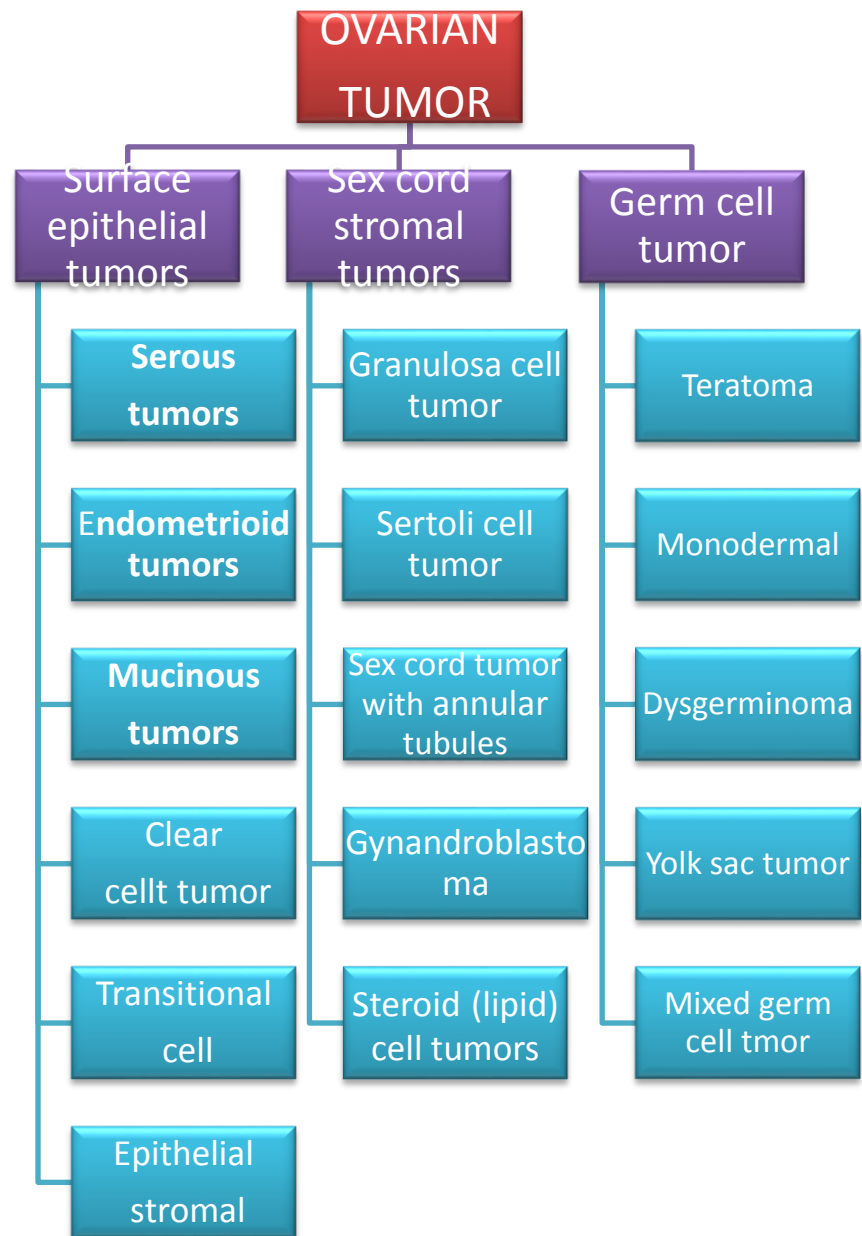 OVARIAN
TUMOR
Surface
epithelial
tumors
Sex cord
stromal
tumors
Germ cell
tumor
Serous
tumors
Endometrioid
tumors
Mucinous
tumors
Clear
cellt tumor
Transitional
cell
Epithelial
stromal
Granulosa cell
tumor
Sertoli cell
tumor
Sex cord tumor
with annular
tubules
Gynandroblasto
ma
Steroid (lipid)
cell tumors
Teratoma
Monodermal
Dysgerminoma
Yolk sac tumor
Mixed germ
cell tmor